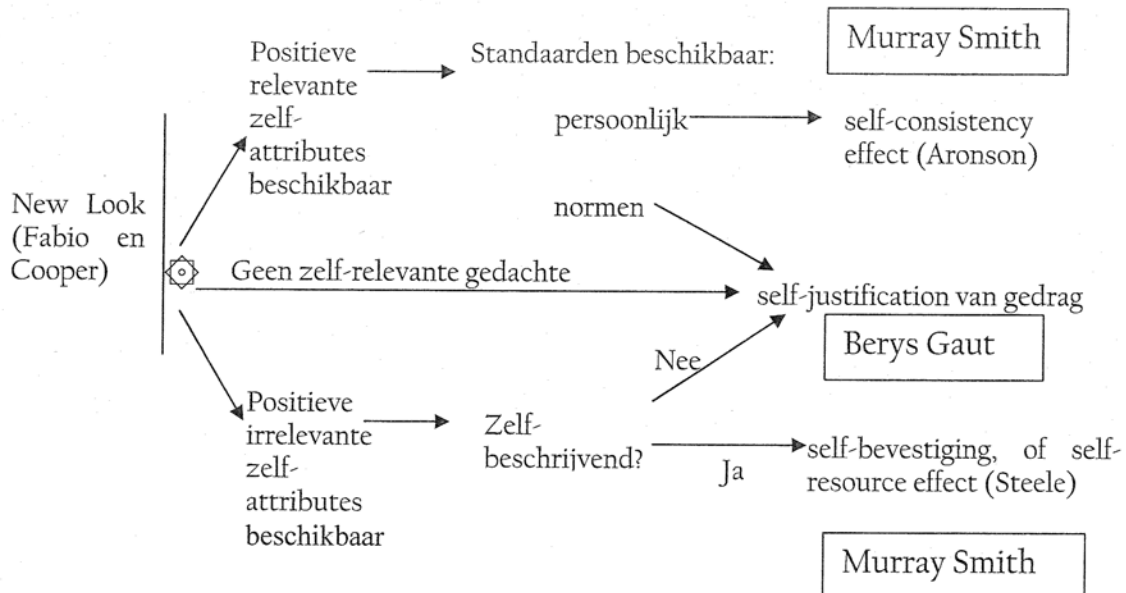 Murray Smith
Positieve
relevante
zelf-
attributes
beschikbaar
Standaarden beschikbaar:
persoonlijk
self-consistency
effect (Aronson)
normen
New Look
(Fabio en
Cooper)
Geen zelf-relevante gedachte
self-justification van gedrag
Berys Gaut
Nee
Positieve
irrelevante
zelf-
attributes
beschikbaar
Zelf-
beschrijvend?
Ja
self-bevestiging, of self-
resource effect (Steele)
Murray Smith